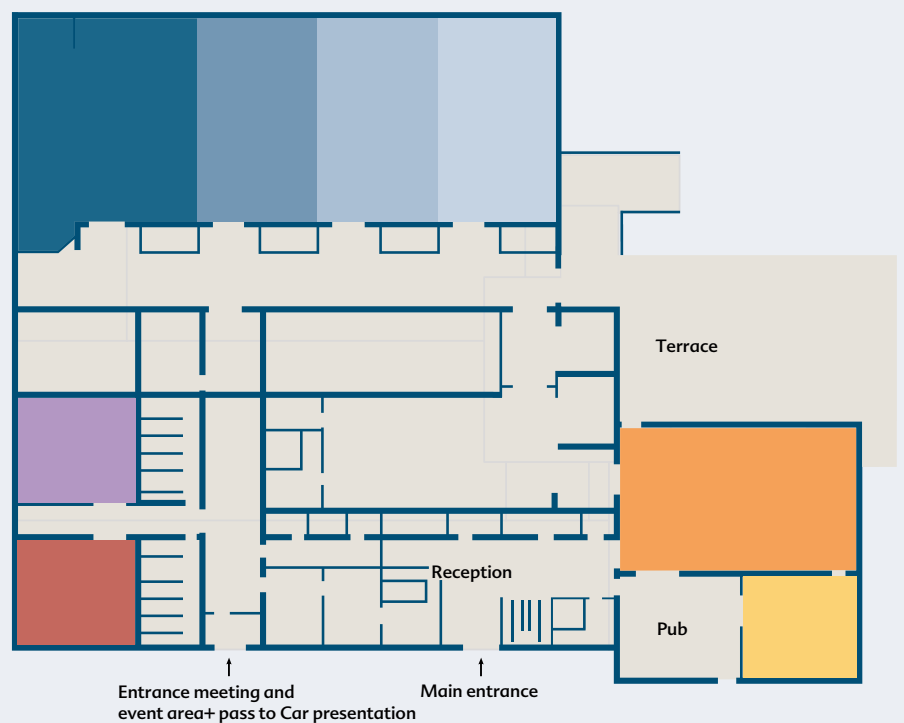 Terrace
Reception
Pub
Entrance meeting and
event area+ pass to Car presentation
Main entrance